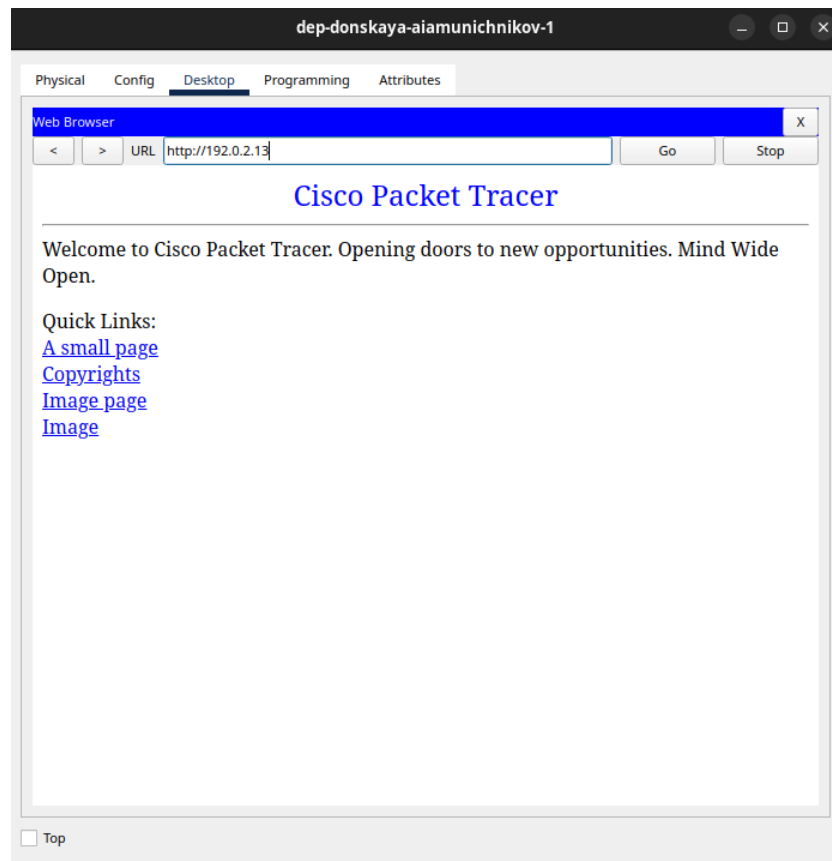 dep-donskaya-aiamunichnikov-1
Physical Config Desktop Programming Attributes
Web Browser X
< > URL http://192.0.2.13 Go Stop
Cisco Packet Tracer
Welcome to Cisco Packet Tracer. Opening doors to new opportunities. Mind Wide
Open.
Quick Links:
A small page
Copyrights
Image page
Image
Top